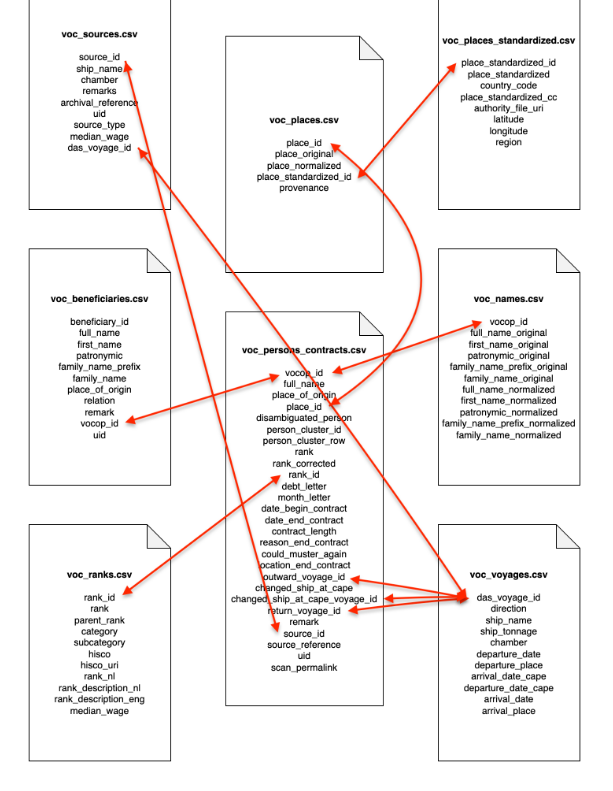 voc_sources.csv
source_id
ship_name
chamber
remarks
archival_reference
uid
source_type
median_wage
das_voyage_id
voc_places.csv
place_id
place_original
place_normalized
place_standardized_id
provenance
voc_places_standardized.csv
place_standardized_id
place_standardized
country_code
place_standardized_cc
authority_file_uri
latitude
longitude
region
voc_beneficiaries.csv
beneficiary_id
full_name
first_name
patronymic
family_name_prefix
family_name
place_of_origin
relation
remark
vocop_id
uid
voc_persons_contracts.csv
vocop_id
full_name
place_of_origin
place_id
disambiguated_person
person_cluster_id
person_cluster_row
rank
rank_corrected
rank_id
debt_letter
month_letter
date_begin_contract
date_end_contract
contract_length
reason_end_contract
could_muster_again
ocation_end_contract
outward_voyage_id
changed_ship_at_cape
changed_ship_at_cape_voyage_id
return_voyage_id
remark
source_id
source_reference
uid
scan_permalink
voc_names.csv
vocop_id
full_name_original
first_name_original
patronymic_original
family_name_prefix_original
family_name_original
full_name_normalized
first_name_normalized
patronymic_normalized
family_name_prefix_normalized
family_name_normalized
voc_ranks.csv
rank_id
rank
parent_rank
category
subcategory
hisco
hisco_uri
rank_nl
rank_description_nl
rank_description_eng
median_wage
voc_voyages.csv
das_voyage_id
direction
ship_name
ship_tonnage
chamber
departure_date
departure_place
arrival_date_cape
departure_date_cape
arrival_date
arrival_place